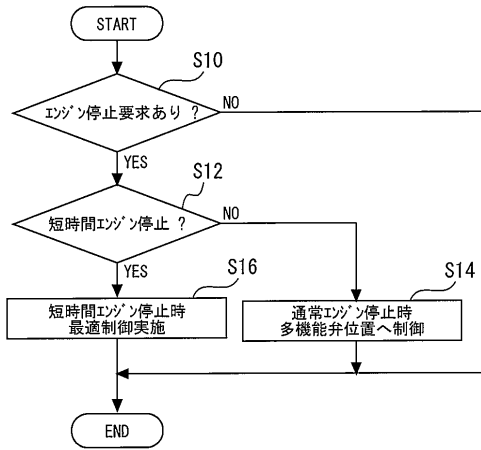 START
S10
ｴﾝｼﾞﾝ停止要求あり ?
NO
YES
S12
短時間ｴﾝｼﾞﾝ停止 ?
NO
YES
S16
短時間ｴﾝｼﾞﾝ停止時
最適制御実施
S14
通常ｴﾝｼﾞﾝ停止時
多機能弁位置へ制御
END